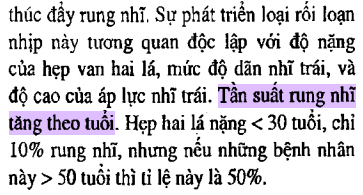 thúc đẩy rung nhĩ. Sự phát triển loại rối loạn
nhịp này tương quan độc lập với độ nặng
của hẹp van hai lá, mức độ dãn nhĩ trái, và
độ cao của áp lực nhĩ trái. Tần suất rung nhĩ
tăng theo tuổi. Hẹp hai lá nặng < 30 tuổi, chỉ
10% rung nhĩ, nhưng nếu những bệnh nhân
này > 50 tuổi thì tỉ lệ này là 50%.